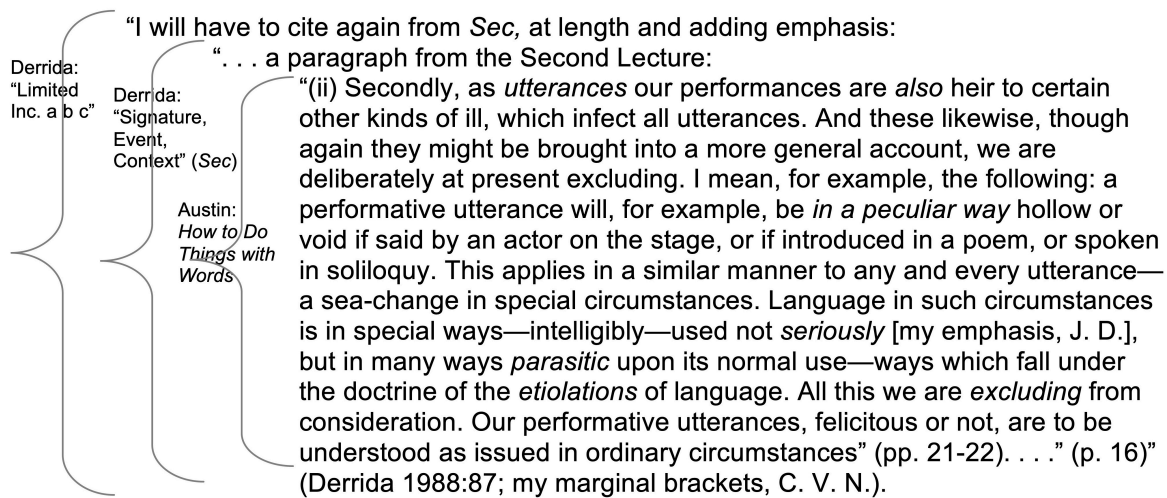 “I will have to cite again from Sec, at length and adding emphasis:
“. . . a paragraph from the Second Lecture:
Derrida:
“Limited
Inc. a b c”
Derrida:
“Signature,
Event,
Context” (Sec)
Austin:
How to Do
Things with
Words
“(ii) Secondly, as utterances our performances are also heir to certain
other kinds of ill, which infect all utterances. And these likewise, though
again they might be brought into a more general account, we are
deliberately at present excluding. I mean, for example, the following: a
performative utterance will, for example, be in a peculiar way hollow or
void if said by an actor on the stage, or if introduced in a poem, or spoken
in soliloquy. This applies in a similar manner to any and every utterance—
a sea-change in special circumstances. Language in such circumstances
is in special ways—intelligibly—used not seriously [my emphasis, J. D.],
but in many ways parasitic upon its normal use—ways which fall under
the doctrine of the etiolations of language. All this we are excluding from
consideration. Our performative utterances, felicitous or not, are to be
understood as issued in ordinary circumstances” (pp. 21-22). . . .” (p. 16)”
(Derrida 1988:87; my marginal brackets, C. V. N.).